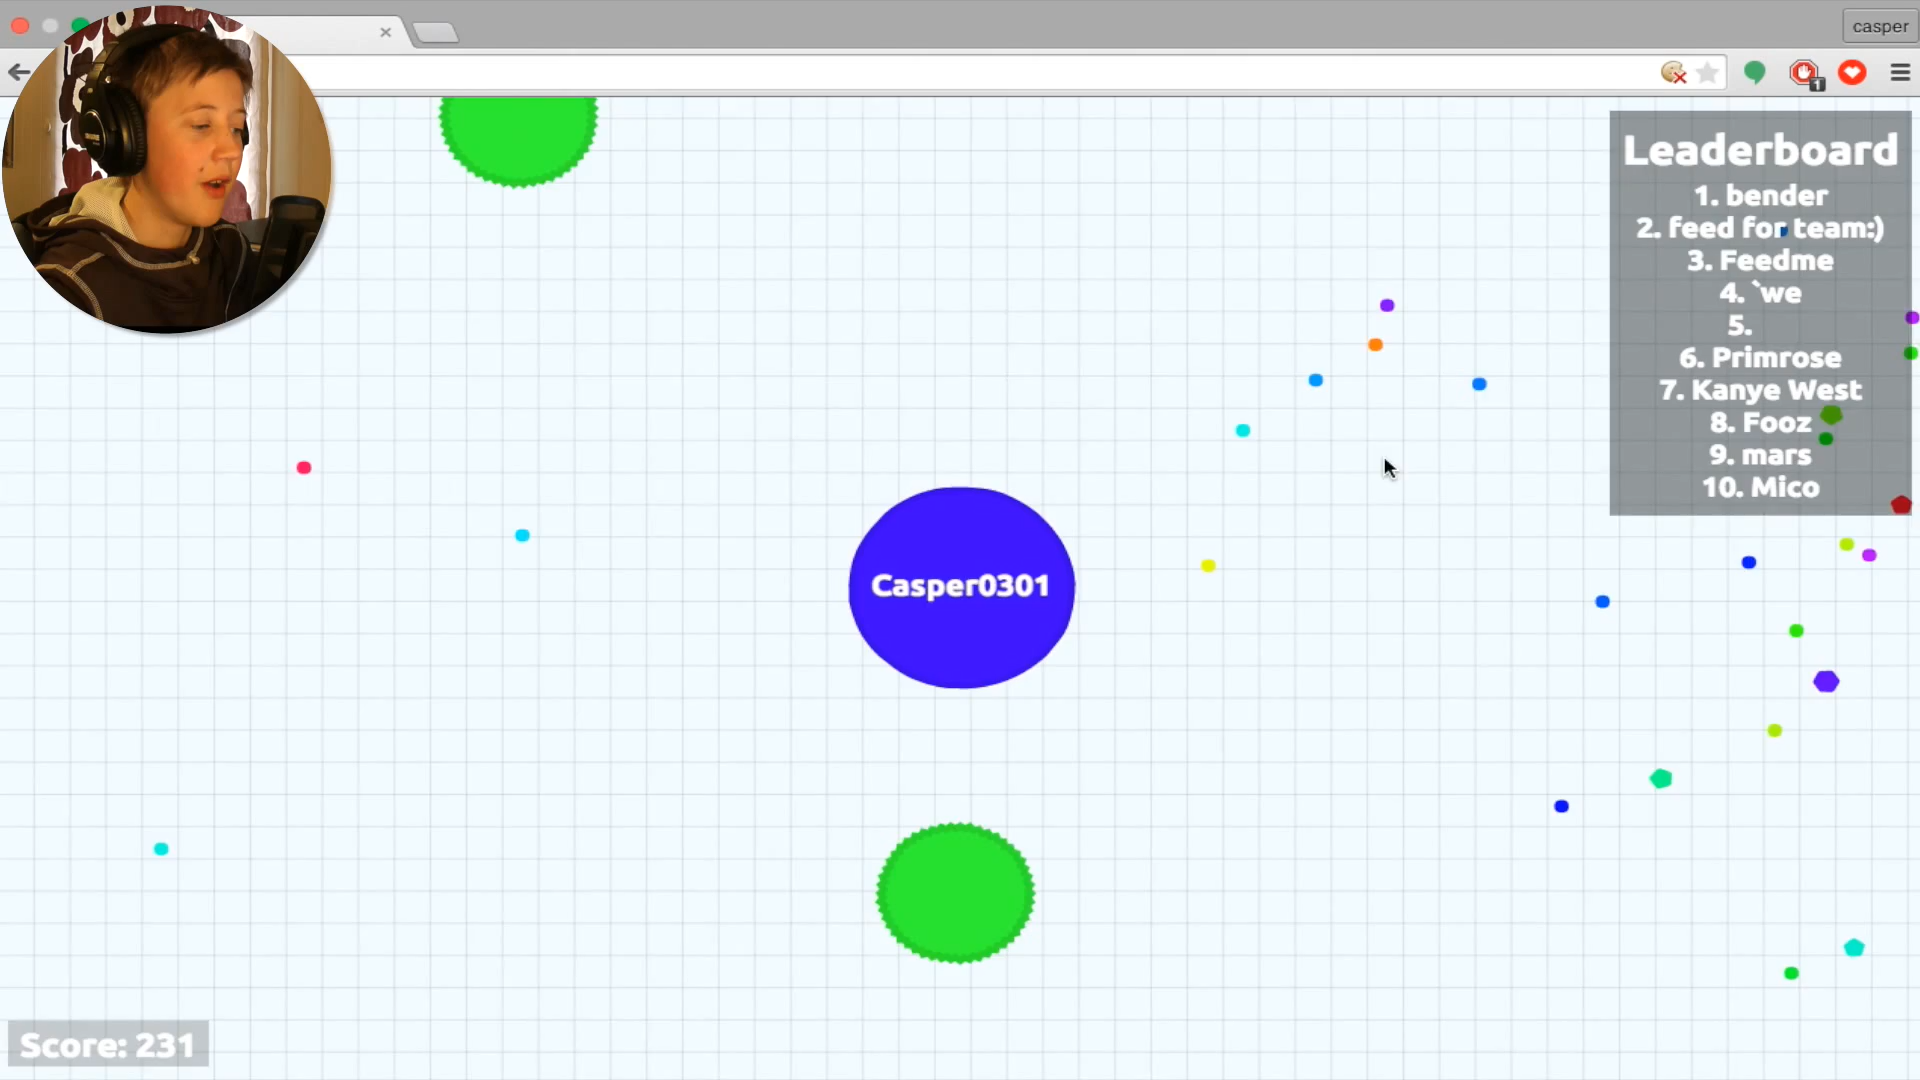 casper
1
Leaderboard
1. bender
2. feed for team:)
3. Feedme
4. `we
5.
6. Primrose
7. Kanye West
8. Fooz
9. mars
10. Mico
Casper0301
Score: 231